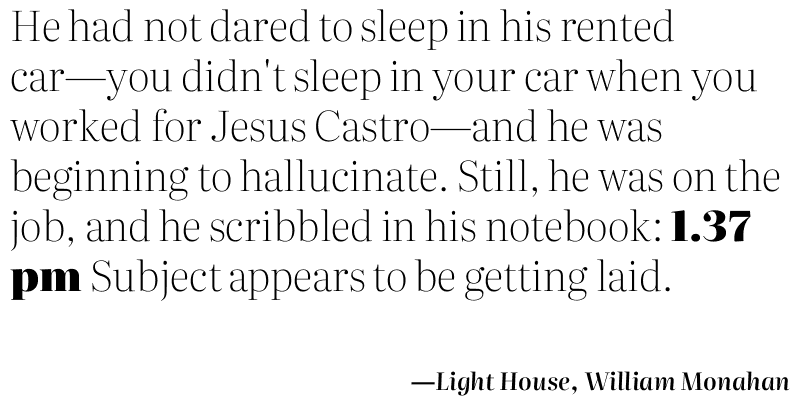 He had not dared to sleep in his rented
car—you didn't sleep in your car when you
worked for Jesus Castro—and he was
beginning to hallucinate. Still, he was on the
job, and he scribbled in his notebook: 1.37
pm Subject appears to be getting laid.
—Light House, William Monahan